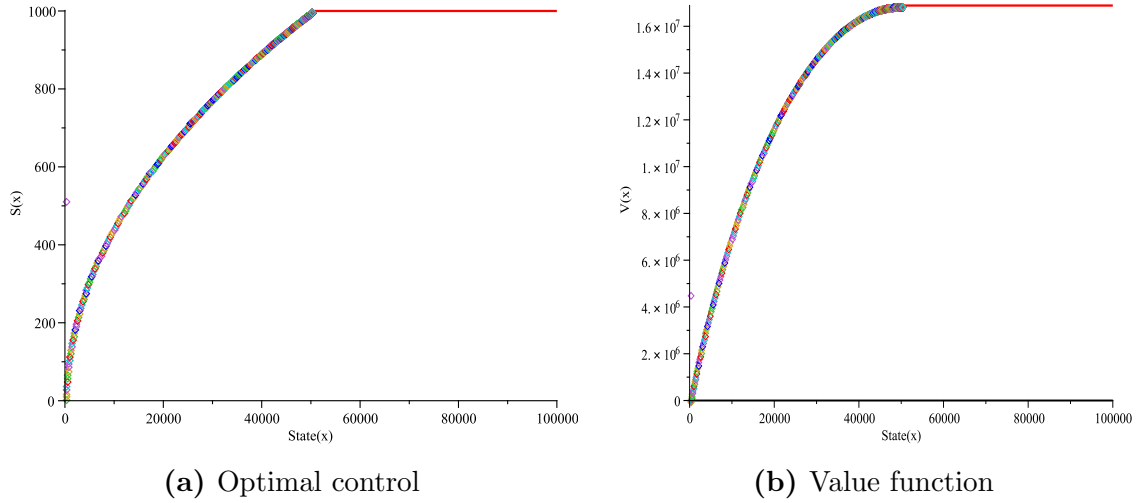 1000
800
600
S(x)
400
200
0
0 20000 40000 60000 80000 100000
State(x)
(a) Optimal control
1.6 × 10⁷
1.4 × 10⁷
1.2 × 10⁷
1. × 10⁷
V(x)
8. × 10⁶
6. × 10⁶
4. × 10⁶
2. × 10⁶
0
0 20000 40000 60000 80000 100000
State(x)
(b) Value function